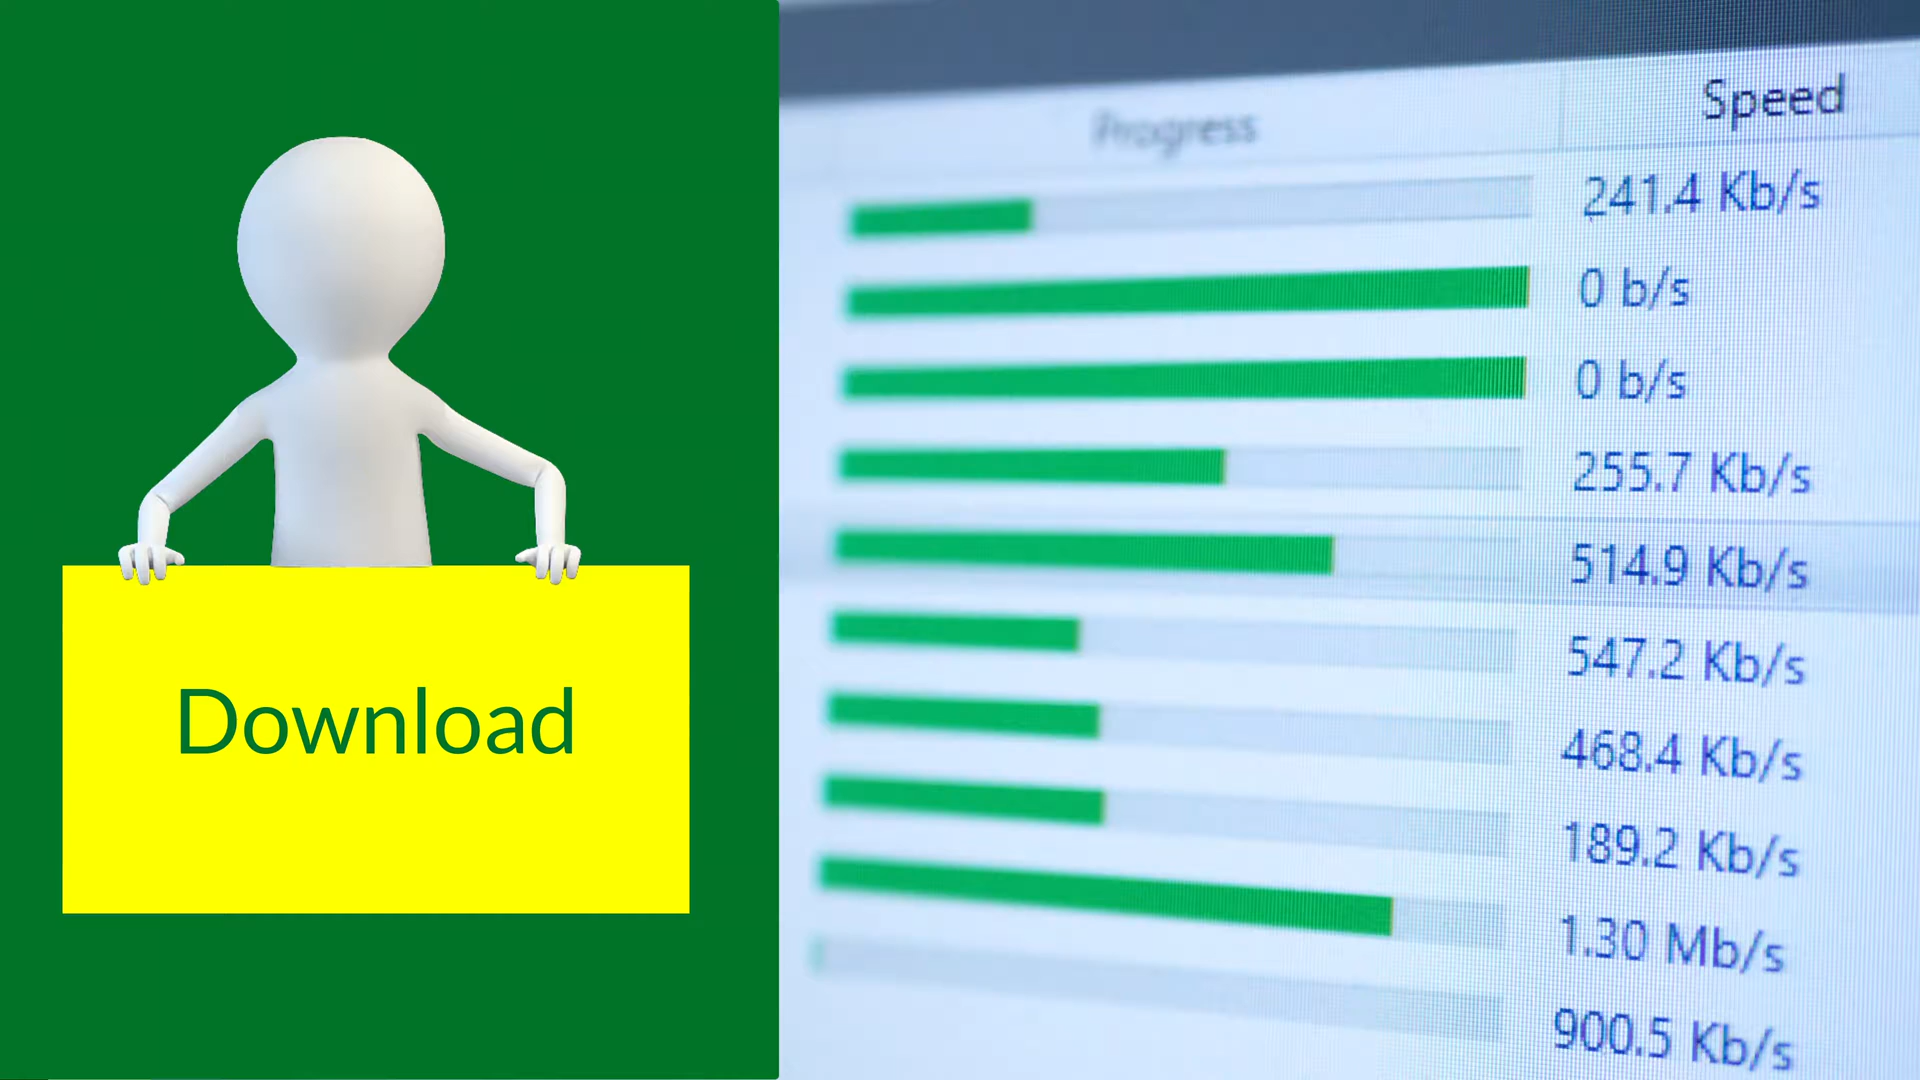 Download
Progress Speed
241.4 Kb/s
0 b/s
0 b/s
255.7 Kb/s
514.9 Kb/s
547.2 Kb/s
468.4 Kb/s
189.2 Kb/s
1.30 Mb/s
900.5 Kb/s